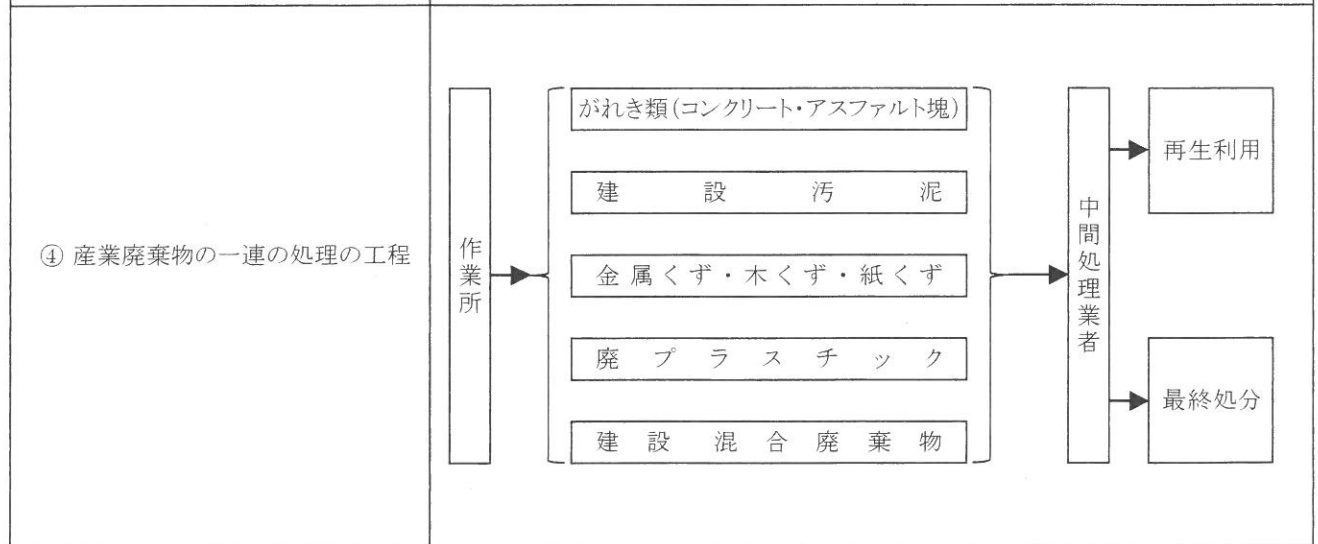 ④ 産業廃棄物の一連の処理の工程
作業所
がれき類(コンクリート・アスファルト塊)
建設汚泥
金属くず・木くず・紙くず
廃プラスチック
建設混合廃棄物
中間処理業者
再生利用
最終処分